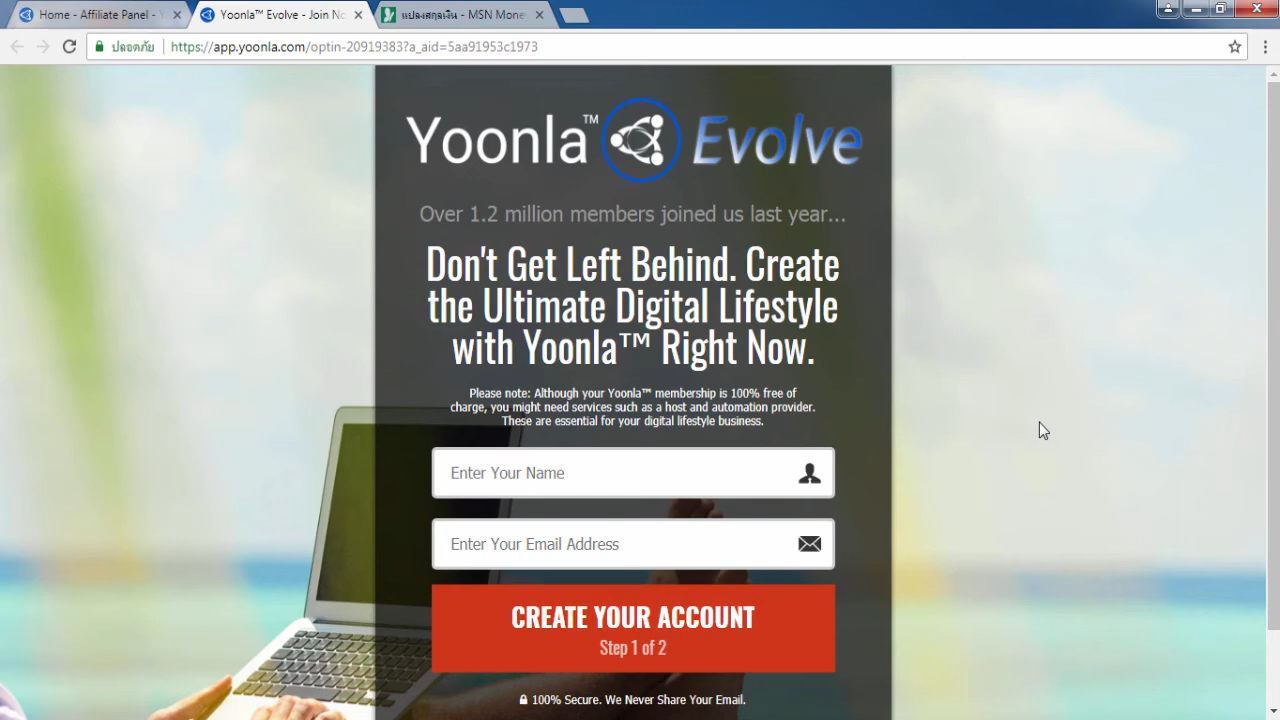 Home - Affiliate Panel - Y
Yoonla™ Evolve - Join No
แปลงสกุลเงิน - MSN Mone
ปลอดภัย
https://app.yoonla.com/optin-20919383?a_aid=5aa91953c1973
Yoonla™ Evolve
Over 1.2 million members joined us last year...
Don't Get Left Behind. Create
the Ultimate Digital Lifestyle
with Yoonla™ Right Now.
Please note: Although your Yoonla™ membership is 100% free of
charge, you might need services such as a host and automation provider.
These are essential for your digital lifestyle business.
Enter Your Name
Enter Your Email Address
CREATE YOUR ACCOUNT
Step 1 of 2
100% Secure. We Never Share Your Email.